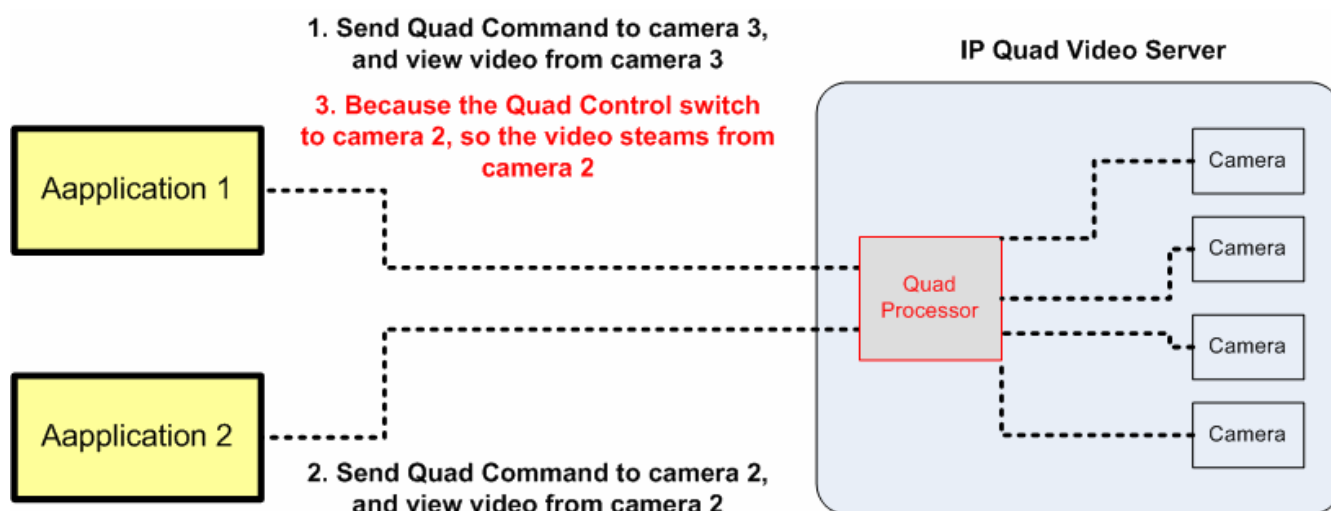 1. Send Quad Command to camera 3,
and view video from camera 3
IP Quad Video Server
3. Because the Quad Control switch
to camera 2, so the video steams from
camera 2
Aapplication 1
Camera
Camera
Quad
Processor
Camera
Aapplication 2
Camera
2. Send Quad Command to camera 2,
and view video from camera 2